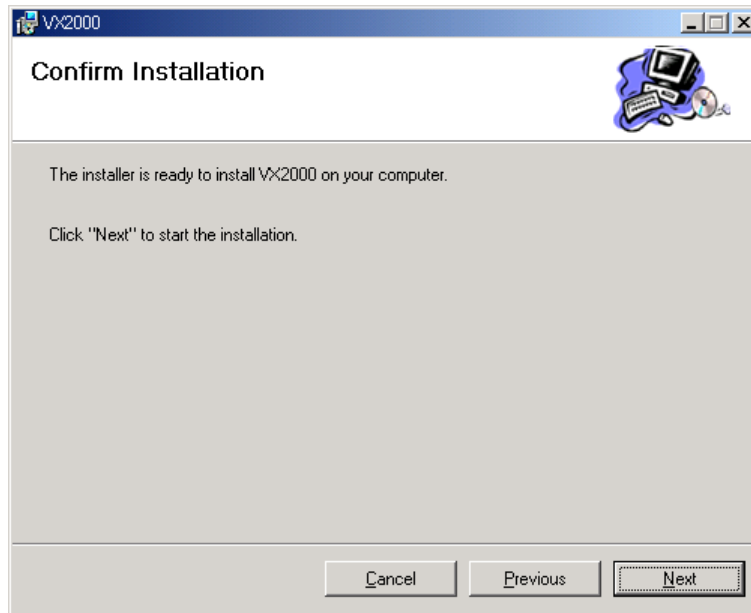 VX2000
Confirm Installation
The installer is ready to install VX2000 on your computer.
Click "Next" to start the installation.
Cancel
Previous
Next